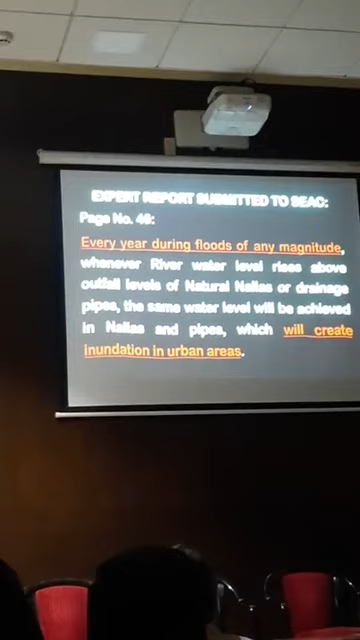 EXPERT REPORT SUBMITTED TO SEAC:
Page No. 46:
Every year during floods of any magnitude,
whenever River water level rises above
outfall levels of Natural Nallas or drainage
pipes, the same water level will be achieved
in Nallas and pipes, which will create
inundation in urban areas.